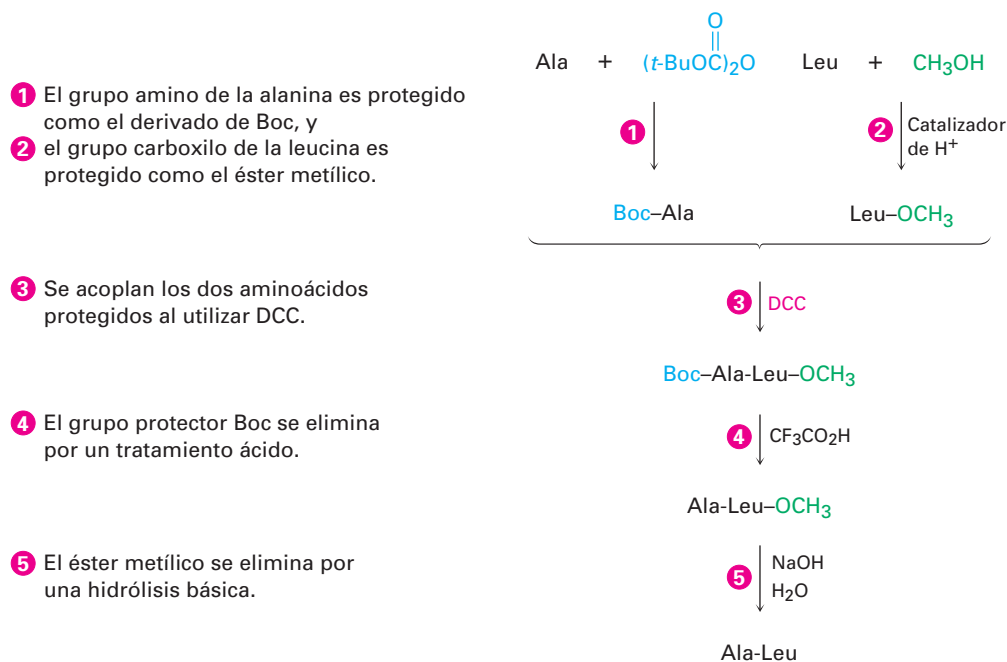 1 El grupo amino de la alanina es protegido
como el derivado de Boc, y
2 el grupo carboxilo de la leucina es
protegido como el éster metílico.
O
Ala + (t-BuOC)₂O Leu + CH₃OH
1
2 Catalizador
de H⁺
Boc–Ala Leu–OCH₃
3 Se acoplan los dos aminoácidos
protegidos al utilizar DCC.
3 DCC
Boc–Ala-Leu–OCH₃
4 El grupo protector Boc se elimina
por un tratamiento ácido.
4 CF₃CO₂H
Ala-Leu–OCH₃
5 El éster metílico se elimina por
una hidrólisis básica.
5 NaOH
H₂O
Ala-Leu